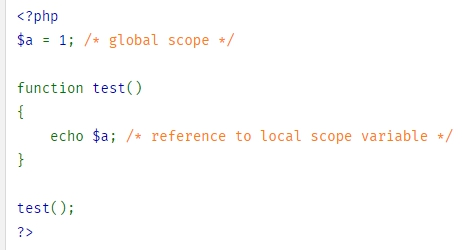 <?php
$a = 1; /* global scope */

function test()
{
    echo $a; /* reference to local scope variable */
}

test();
?>